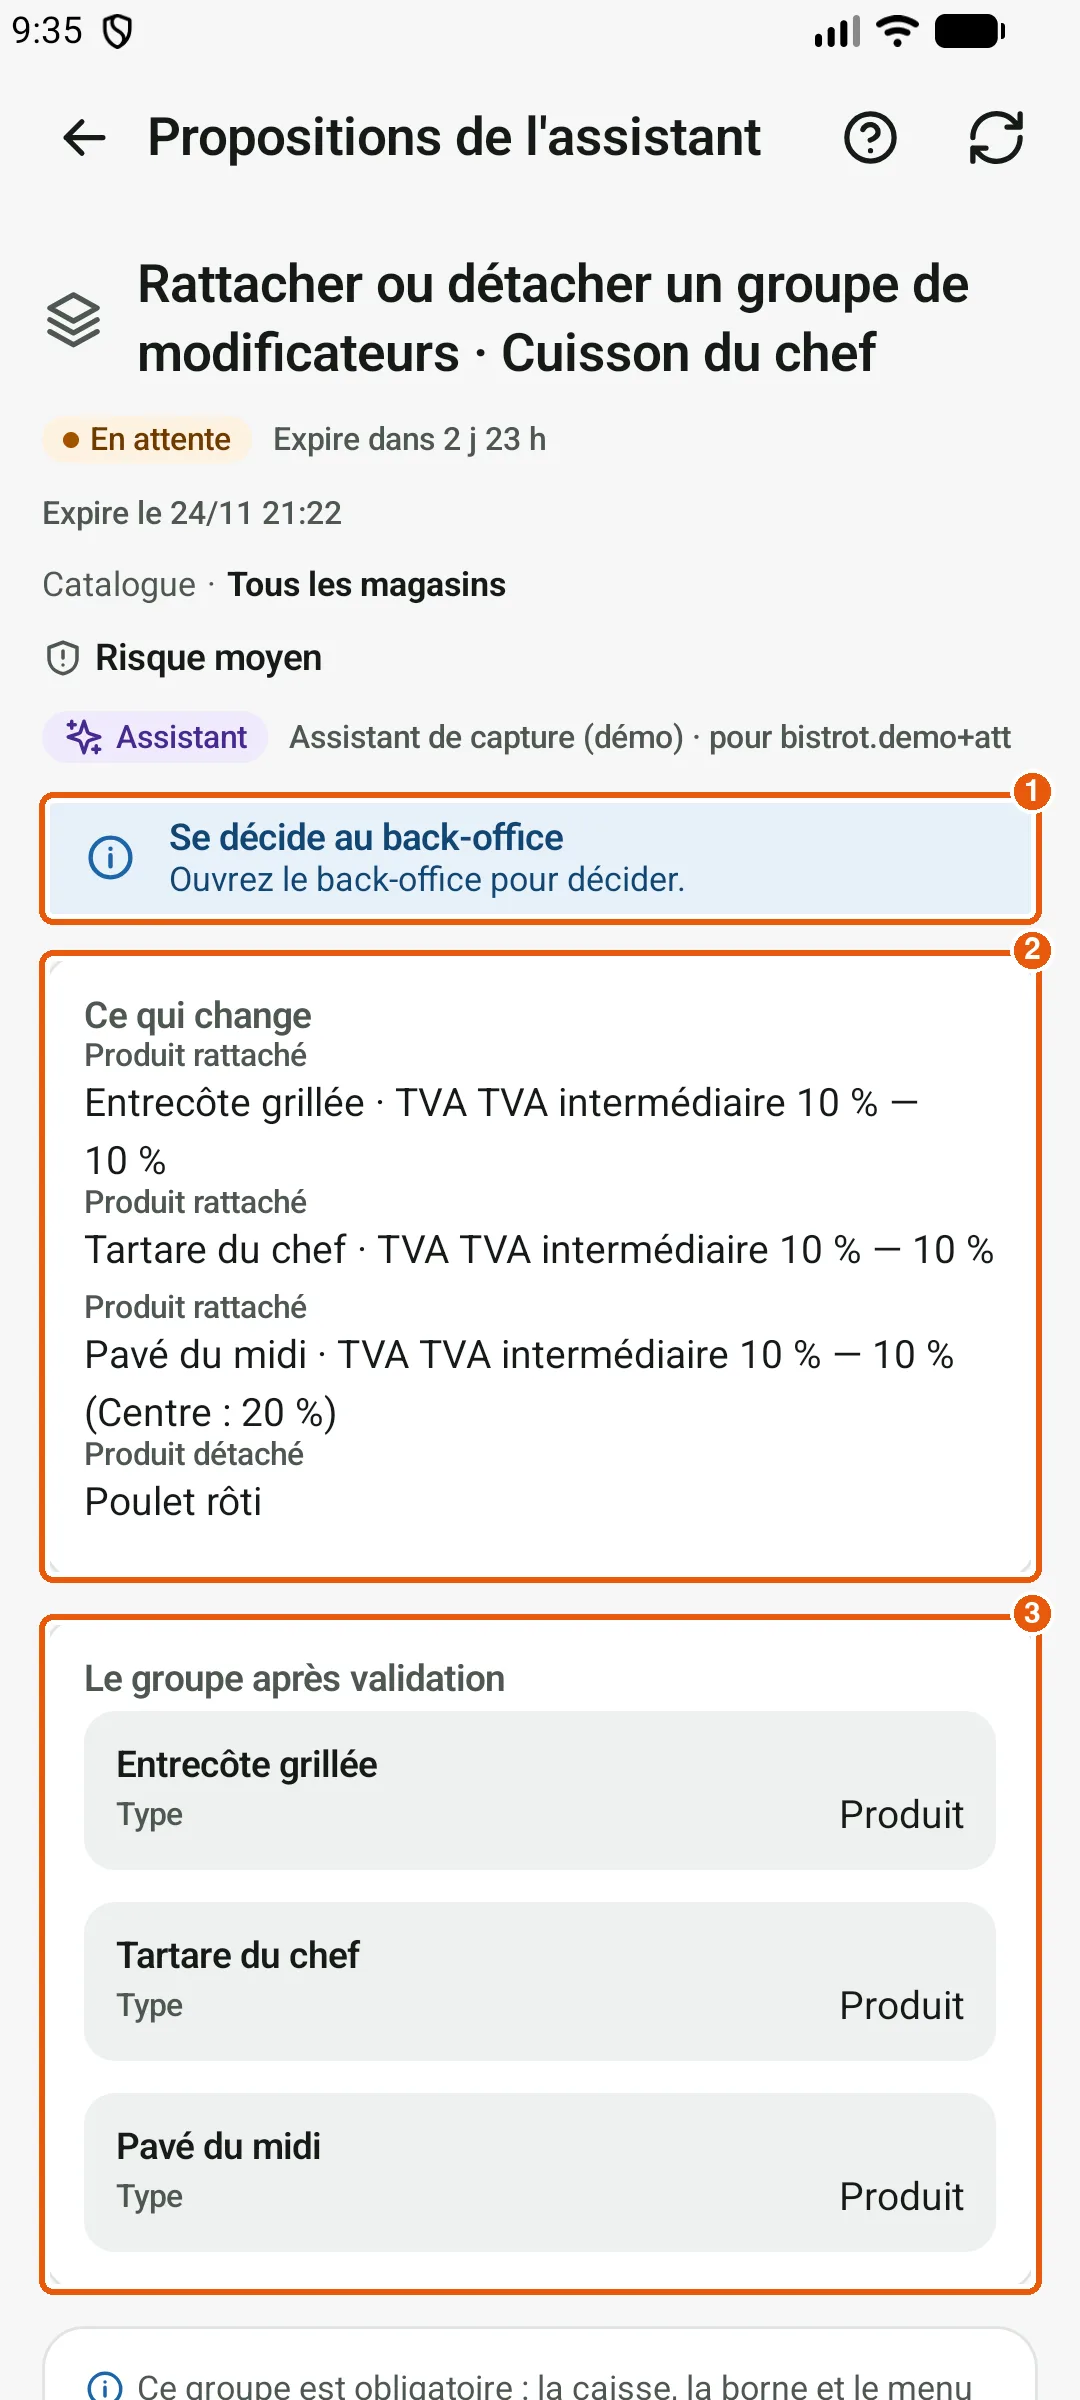 9:35
Propositions de l'assistant
Rattacher ou détacher un groupe de
modificateurs · Cuisson du chef
En attente
Expire dans 2 j 23 h
Expire le 24/11 21:22
Catalogue · Tous les magasins
Risque moyen
Assistant
Assistant de capture (démo) · pour bistrot.demo+att
1
Se décide au back-office
Ouvrez le back-office pour décider.
2
Ce qui change
Produit rattaché
Entrecôte grillée · TVA TVA intermédiaire 10 % —
10 %
Produit rattaché
Tartare du chef · TVA TVA intermédiaire 10 % — 10 %
Produit rattaché
Pavé du midi · TVA TVA intermédiaire 10 % — 10 %
(Centre : 20 %)
Produit détaché
Poulet rôti
3
Le groupe après validation
Entrecôte grillée
Type
Produit
Tartare du chef
Type
Produit
Pavé du midi
Type
Produit
Ce groupe est obligatoire : la caisse, la borne et le menu